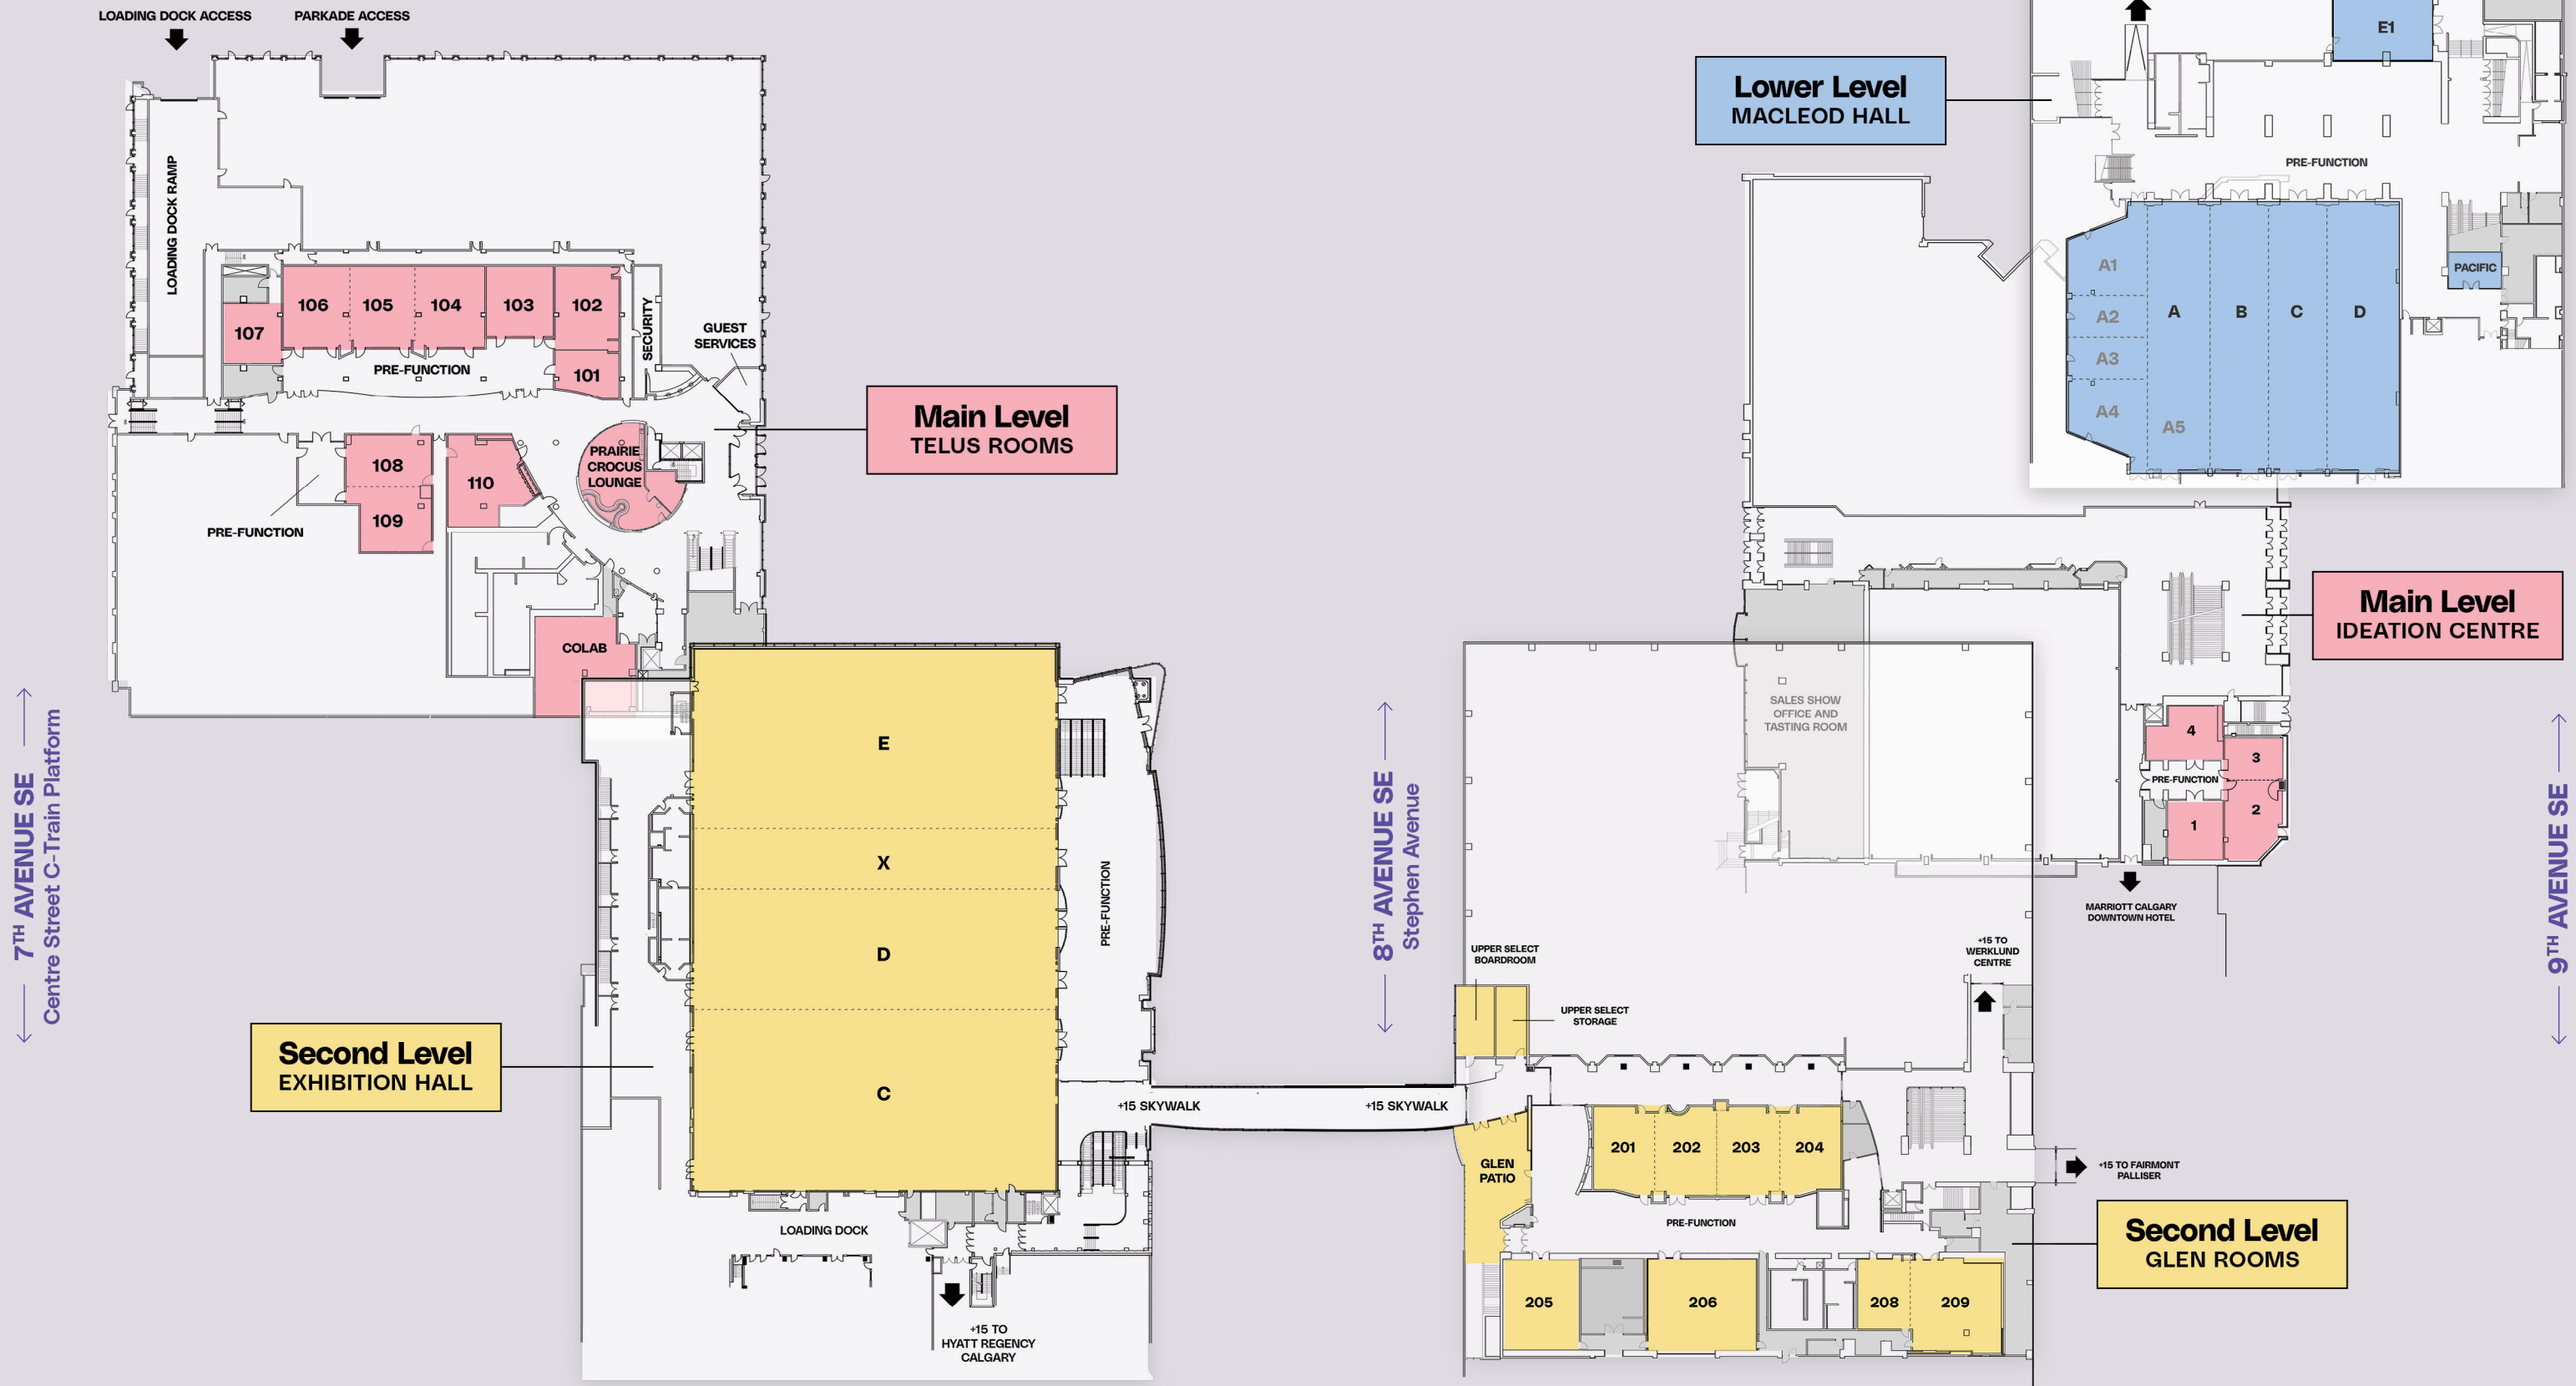 LOADING DOCK ACCESS
PARKADE ACCESS
LOADING DOCK RAMP
106
105
104
103
102
107
101
SECURITY
GUEST
SERVICES
PRE-FUNCTION
Main Level
TELUS ROOMS
108
109
110
PRAIRIE
CROCUS
LOUNGE
PRE-FUNCTION
COLAB
7TH AVENUE SE
Centre Street C-Train Platform
E
X
D
C
PRE-FUNCTION
Second Level
EXHIBITION HALL
LOADING DOCK
+15 TO
HYATT REGENCY
CALGARY
+15 SKYWALK
+15 SKYWALK
8TH AVENUE SE
Stephen Avenue
Lower Level
MACLEOD HALL
E1
PRE-FUNCTION
PACIFIC
A1
A2
A3
A4
A5
A
B
C
D
Main Level
IDEATION CENTRE
SALES SHOW
OFFICE AND
TASTING ROOM
4
3
PRE-FUNCTION
2
1
MARRIOTT CALGARY
DOWNTOWN HOTEL
9TH AVENUE SE
UPPER SELECT
BOARDROOM
UPPER SELECT
STORAGE
+15 TO
WERKLUND
CENTRE
GLEN
PATIO
201
202
203
204
+15 TO FAIRMONT
PALLISER
PRE-FUNCTION
Second Level
GLEN ROOMS
205
206
208
209